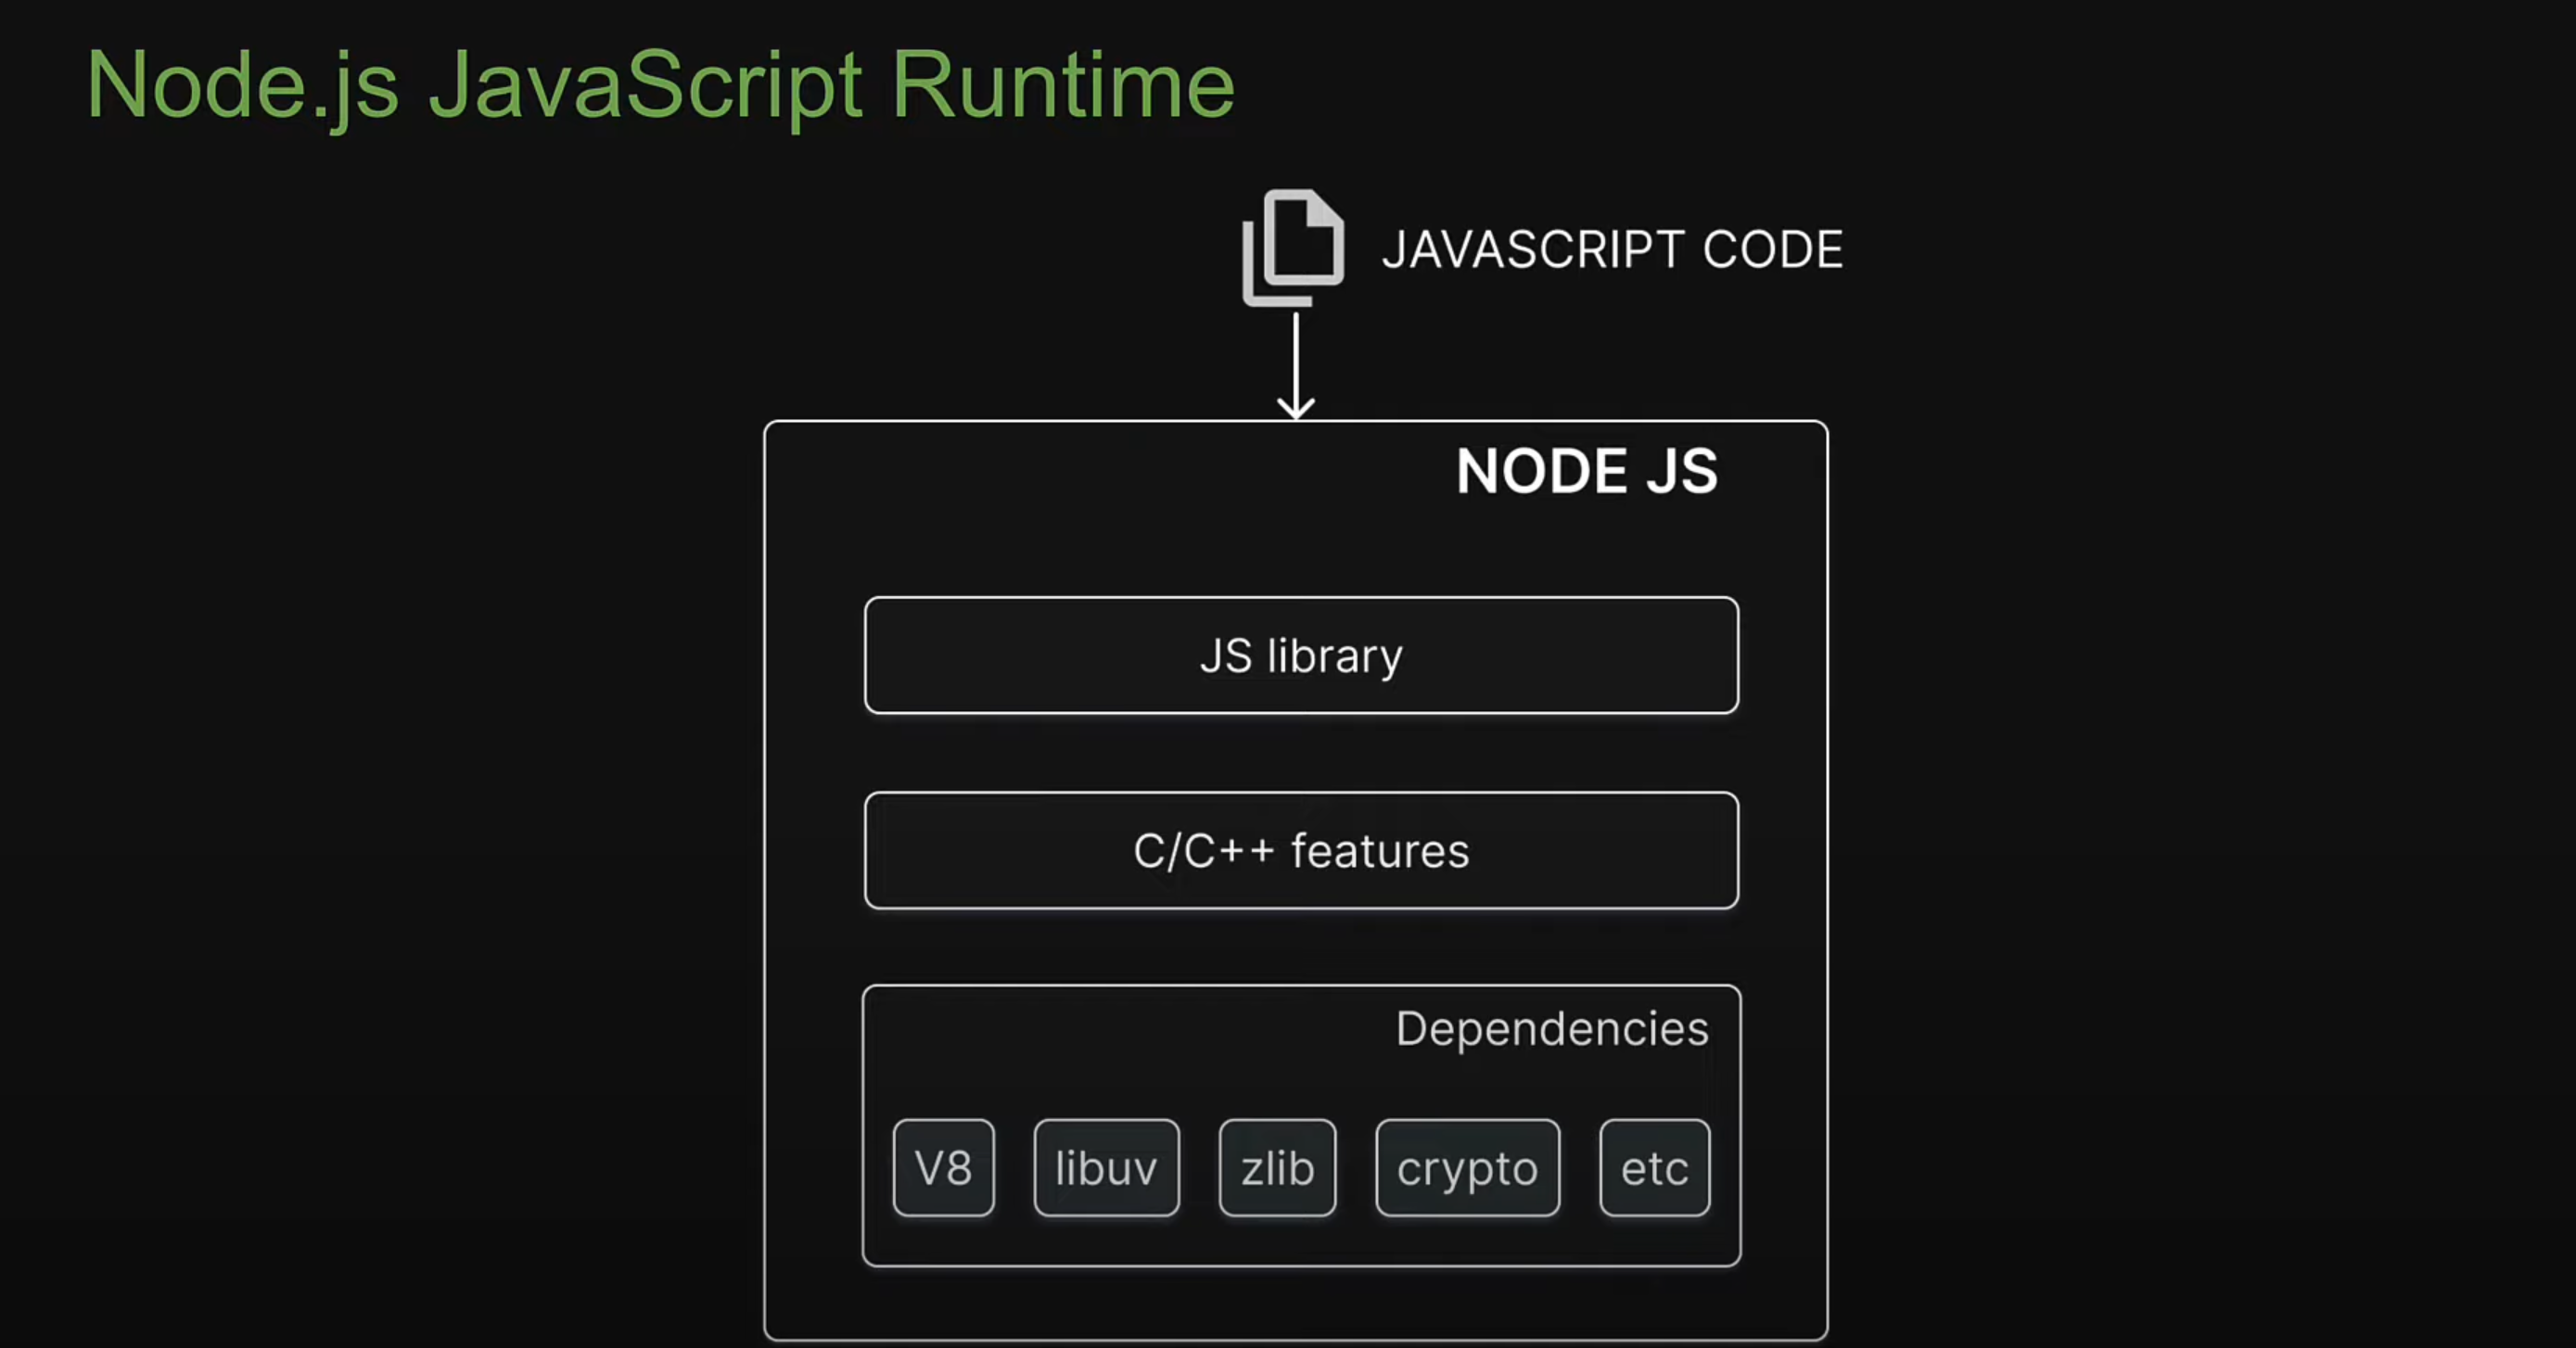 Node.js JavaScript Runtime
JAVASCRIPT CODE
NODE JS
JS library
C/C++ features
Dependencies
V8
libuv
zlib
crypto
etc